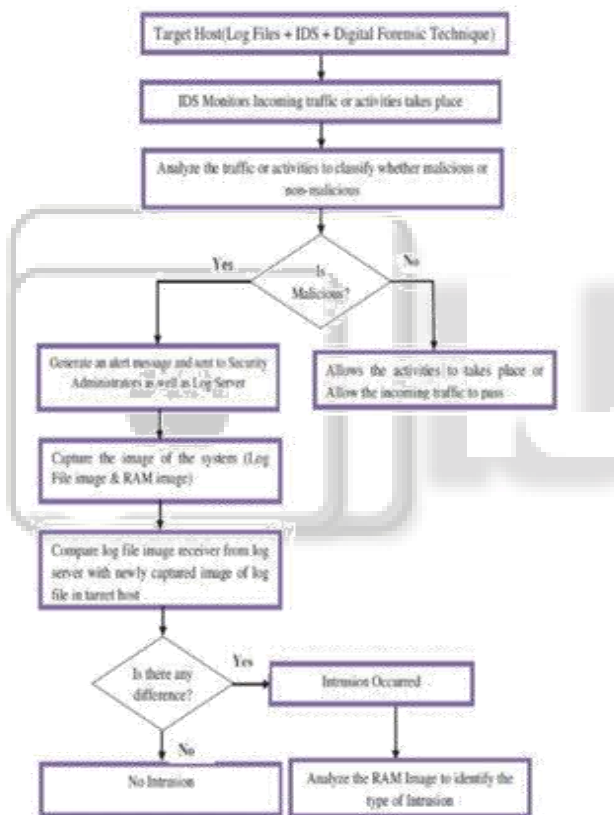 Target Host(Log Files + IDS + Digital Forensic Technique)
IDS Monitors Incoming traffic or activities takes place
Analyze the traffic or activities to classify whether malicious or
non-malicious
Yes
Is
Malicious?
No
Generate an alert message and sent to Security
Administrators as well as Log Server
Allows the activities to takes place or
Allow the incoming traffic to pass
Capture the image of the system (Log
File image & RAM image)
Compare log file image receiver from log
server with newly captured image of log
file in target host
Is there any
difference?
Yes
Intrusion Occurred
No
No Intrusion
Analyze the RAM Image to identify the
type of Intrusion